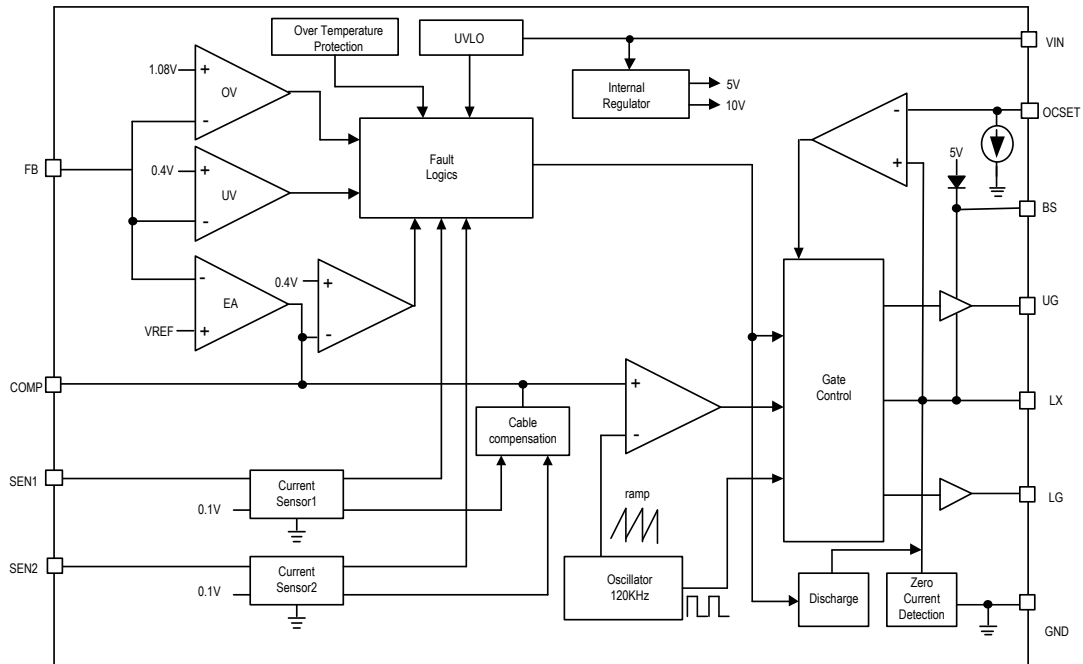 Over Temperature
Protection
UVLO
VIN
1.08V
+
OV
-
Internal
Regulator
5V
10V
-
OCSET
FB
0.4V
+
UV
-
Fault
Logics
+
5V
BS
-
EA
VREF
+
0.4V
+
-
UG
COMP
+
-
Gate
Control
LX
Cable
compensation
SEN1
Current
Sensor1
0.1V
ramp
LG
SEN2
Current
Sensor2
0.1V
Oscillator
120KHz
Discharge
Zero
Current
Detection
GND